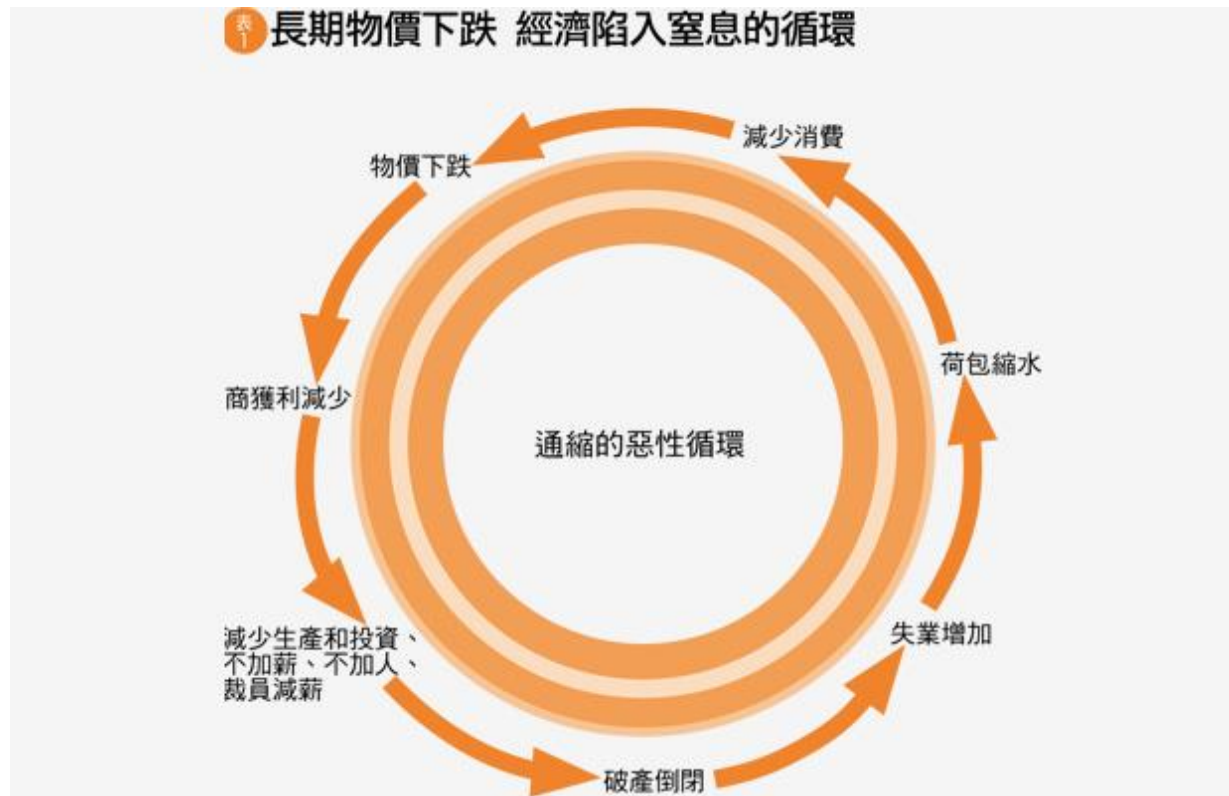 表1
長期物價下跌 經濟陷入窒息的循環
減少消費
物價下跌
商獲利減少
減少生產和投資、
不加薪、不加人、
裁員減薪
破產倒閉
失業增加
荷包縮水
通縮的惡性循環